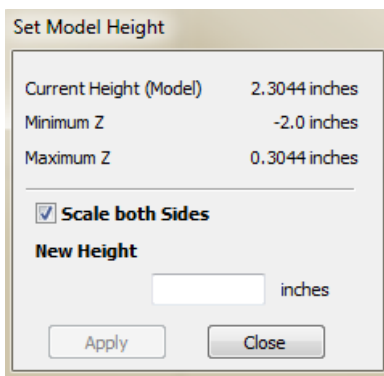 Set Model Height
Current Height (Model) 2.3044 inches
Minimum Z -2.0 inches
Maximum Z 0.3044 inches
Scale both Sides
New Height
inches
Apply Close